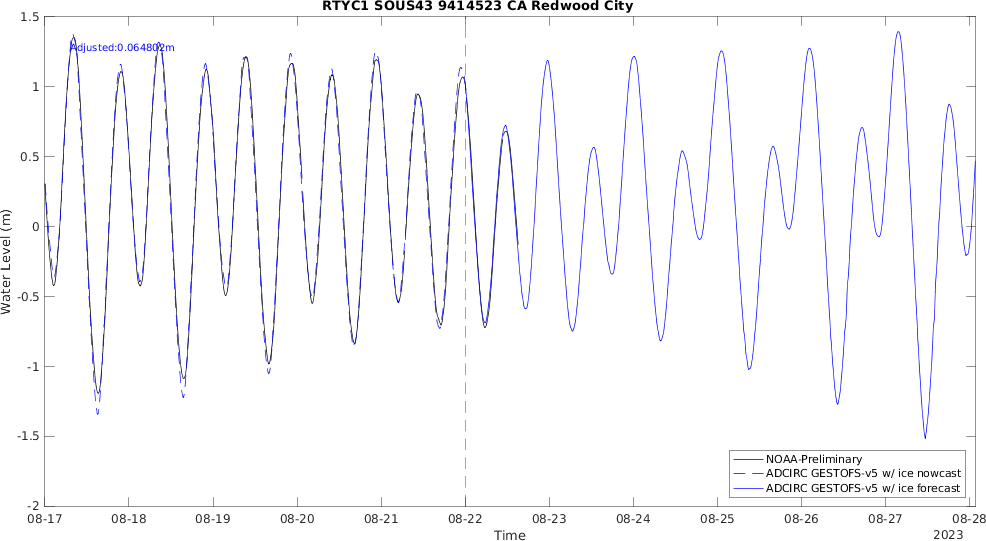 RTYC1 SOUS43 9414523 CA Redwood City
Adjusted:0.064802m
Water Level (m)
1.5
1
0.5
0
-0.5
-1
-1.5
-2
NOAA-Preliminary
ADCIRC GESTOFS-v5 w/ ice nowcast
ADCIRC GESTOFS-v5 w/ ice forecast
08-17 08-18 08-19 08-20 08-21 08-22 08-23 08-24 08-25 08-26 08-27 08-28
Time
2023